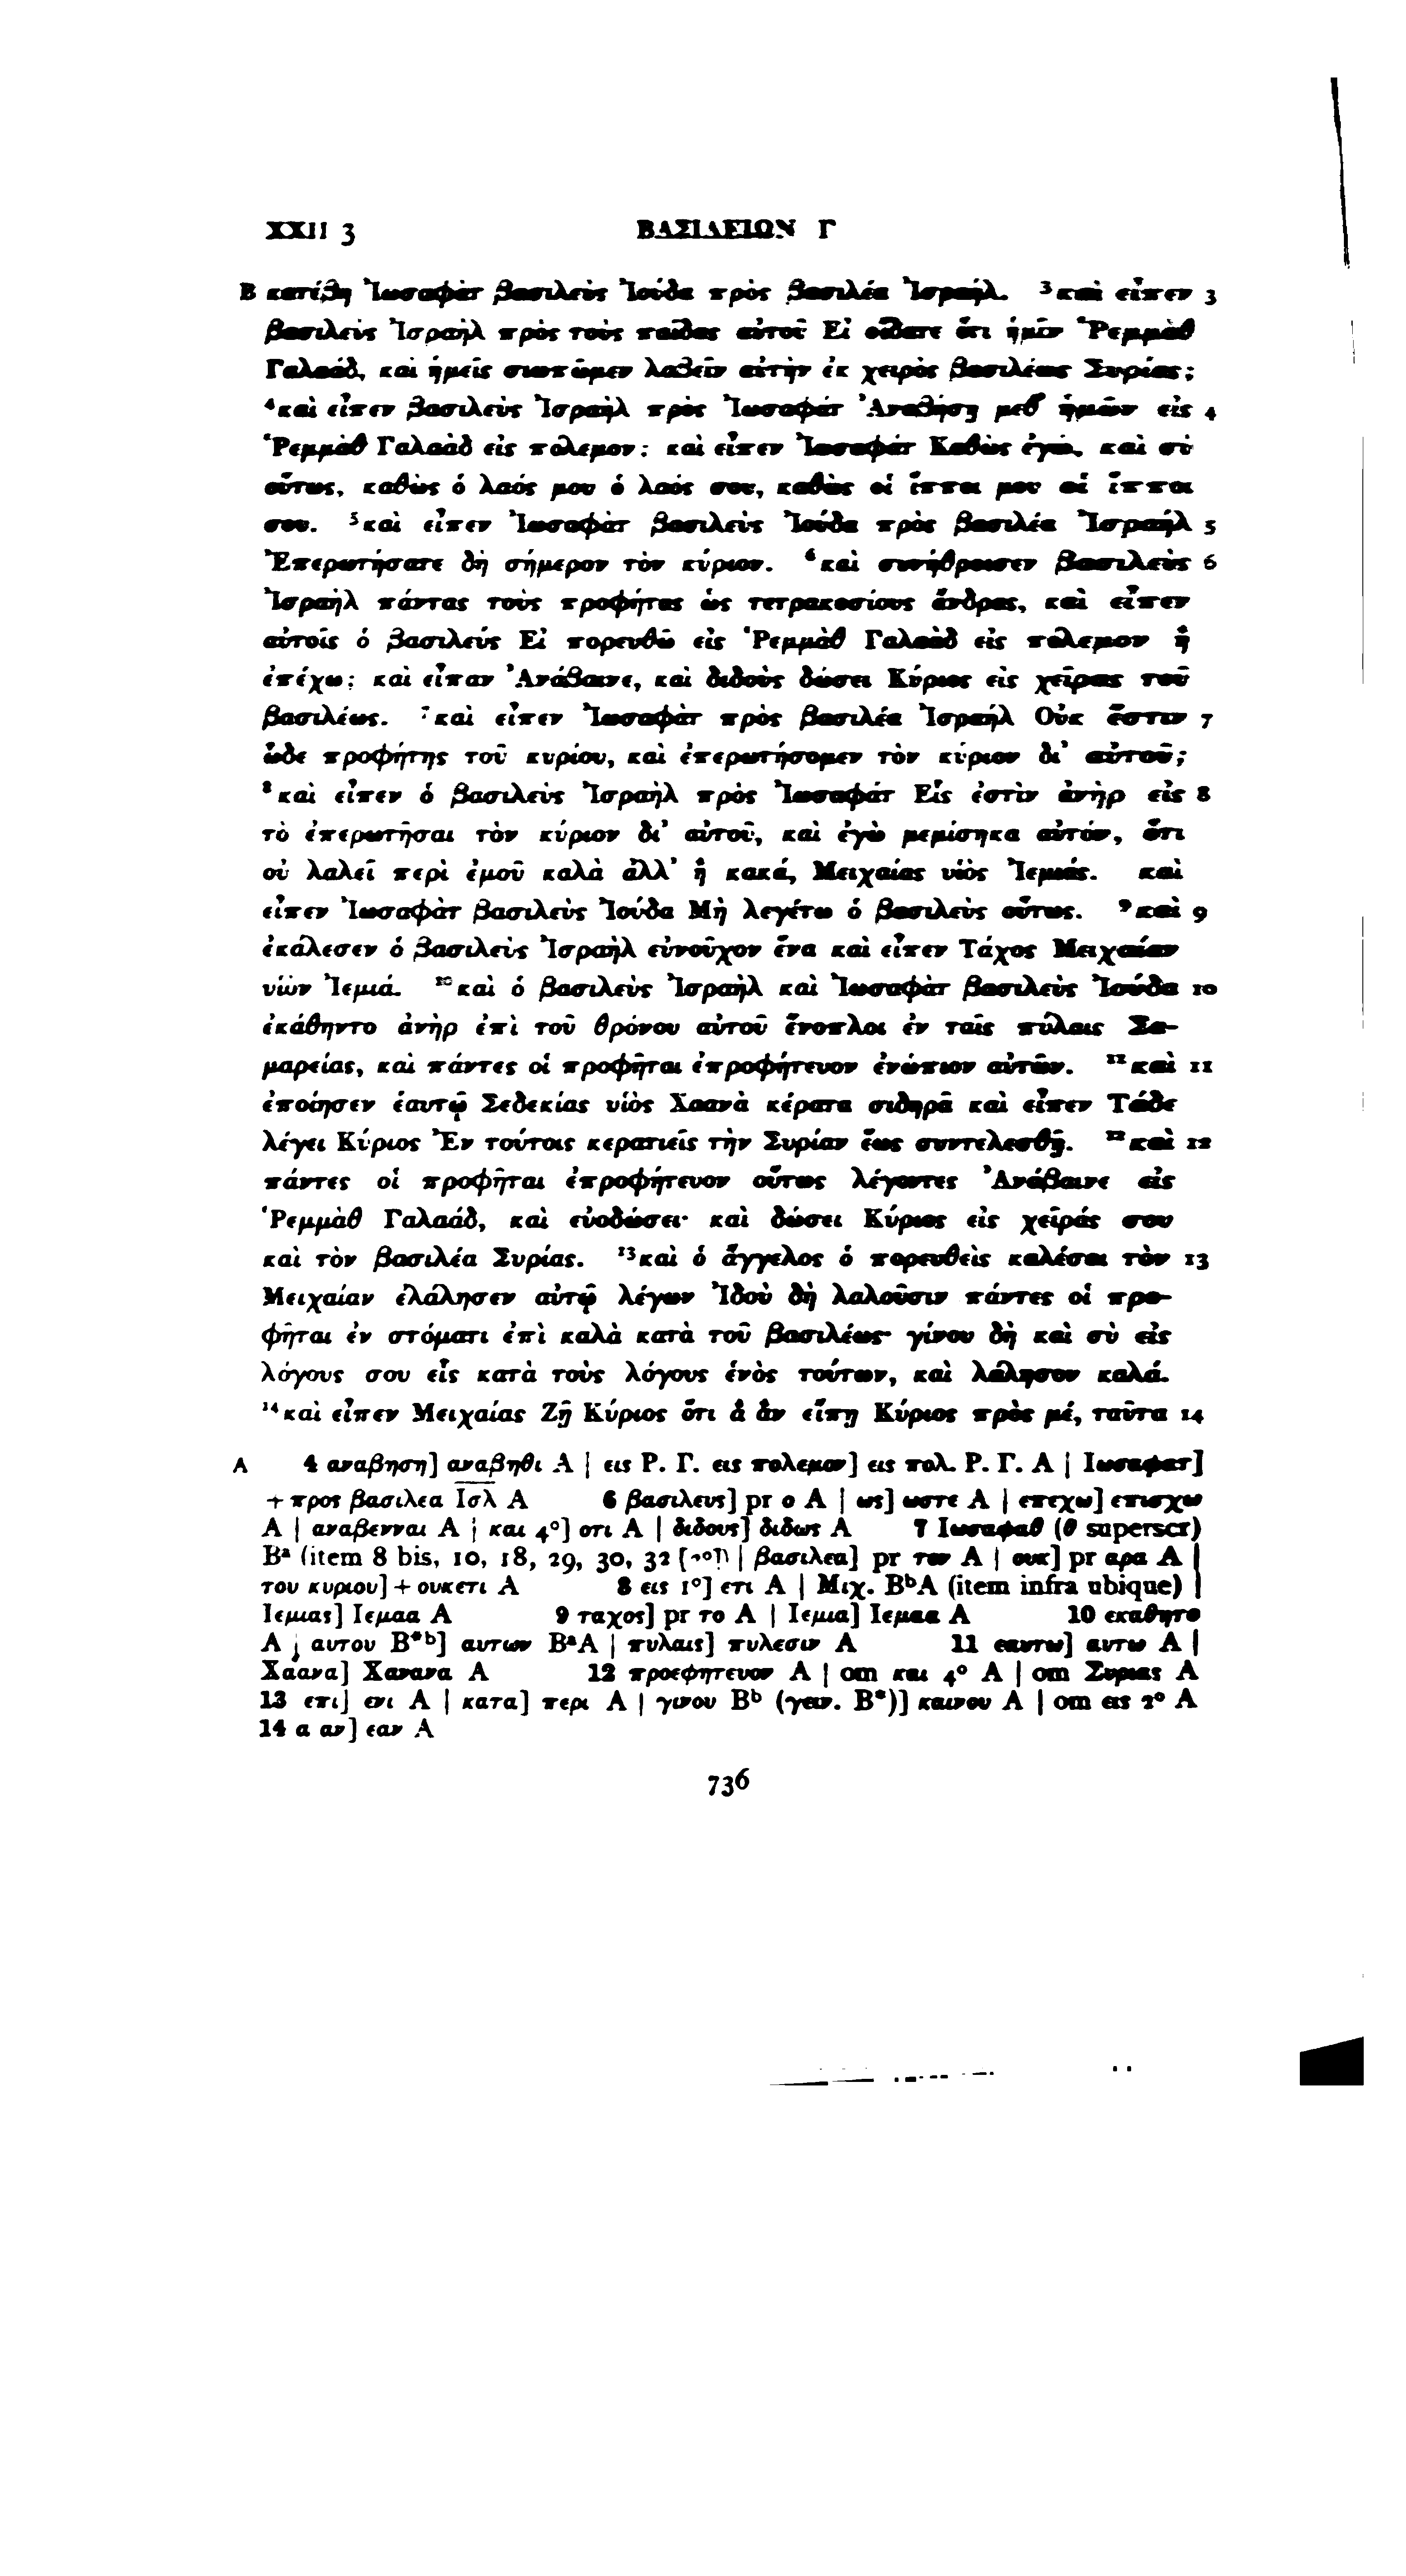 XXII 3 ΒΑΣΙΛΕΙΩΝ Γ
B κατέβη Ἰωσαφὰτ βασιλεὺς Ἰούδα πρὸς βασιλέα Ἰσραήλ. ³καὶ εἶπεν 3
βασιλεὺς Ἰσραὴλ πρὸς τοὺς παῖδας αὐτοῦ Εἰ οἴδατε ὅτι ἡμῖν Ῥεμμὰθ
Γαλαάδ, καὶ ἡμεῖς σιωπῶμεν λαβεῖν αὐτὴν ἐκ χειρὸς βασιλέως Συρίας;
⁴καὶ εἶπεν βασιλεὺς Ἰσραὴλ πρὸς Ἰωσαφάτ Ἀναβήσῃ μεθ᾽ ἡμῶν εἰς 4
Ῥεμμὰθ Γαλαὰδ εἰς πόλεμον; καὶ εἶπεν Ἰωσαφάτ Καθὼς ἐγώ, καὶ σὺ
οὕτως, καθὼς ὁ λαός μου ὁ λαός σου, καθὼς οἱ ἵπποι μου οἱ ἵπποι
σου. ⁵καὶ εἶπεν Ἰωσαφὰτ βασιλεὺς Ἰούδα πρὸς βασιλέα Ἰσραήλ 5
Ἐπερωτήσατε δὴ σήμερον τὸν κύριον. ⁶καὶ συνήθροισεν βασιλεὺς 6
Ἰσραὴλ πάντας τοὺς προφήτας ὡς τετρακοσίους ἄνδρας, καὶ εἶπεν
αὐτοῖς ὁ βασιλεύς Εἰ πορευθῶ εἰς Ῥεμμὰθ Γαλαὰδ εἰς πόλεμον ἢ
ἐπέχω; καὶ εἶπαν Ἀνάβαινε, καὶ διδοὺς δώσει Κύριος εἰς χεῖρας τοῦ
βασιλέως. ⁷καὶ εἶπεν Ἰωσαφὰτ πρὸς βασιλέα Ἰσραήλ Οὐκ ἔστιν 7
ὧδε προφήτης τοῦ κυρίου, καὶ ἐπερωτήσομεν τὸν κύριον δι᾽ αὐτοῦ;
⁸καὶ εἶπεν ὁ βασιλεὺς Ἰσραὴλ πρὸς Ἰωσαφάτ Εἷς ἐστὶν ἀνὴρ εἰς 8
τὸ ἐπερωτῆσαι τὸν κύριον δι᾽ αὐτοῦ, καὶ ἐγὼ μεμίσηκα αὐτόν, ὅτι
οὐ λαλεῖ περὶ ἐμοῦ καλὰ ἀλλ᾽ ἢ κακά, Μειχαίας υἱὸς Ἰεμιάς. καὶ
εἶπεν Ἰωσαφὰτ βασιλεὺς Ἰούδα Μὴ λεγέτω ὁ βασιλεὺς οὕτως. ⁹καὶ 9
ἐκάλεσεν ὁ βασιλεὺς Ἰσραὴλ εὐνοῦχον ἕνα καὶ εἶπεν Τάχος Μειχαίαν
υἱὸν Ἰεμιά. ¹⁰καὶ ὁ βασιλεὺς Ἰσραὴλ καὶ Ἰωσαφὰτ βασιλεὺς Ἰούδα 10
ἐκάθηντο ἀνὴρ ἐπὶ τοῦ θρόνου αὐτοῦ ἔνοπλοι ἐν ταῖς πύλαις Σα-
μαρείας, καὶ πάντες οἱ προφῆται ἐπροφήτευον ἐνώπιον αὐτῶν. ¹¹καὶ 11
ἐποίησεν ἑαυτῷ Σεδεκίας υἱὸς Χαανὰ κέρατα σιδηρᾶ καὶ εἶπεν Τάδε
λέγει Κύριος Ἐν τούτοις κερατιεῖς τὴν Συρίαν ἕως συντελεσθῇ. ¹²καὶ 12
πάντες οἱ προφῆται ἐπροφήτευον οὕτως λέγοντες Ἀνάβαινε εἰς
Ῥεμμὰθ Γαλαάδ, καὶ εὐοδώσει· καὶ δώσει Κύριος εἰς χεῖράς σου
καὶ τὸν βασιλέα Συρίας. ¹³καὶ ὁ ἄγγελος ὁ πορευθεὶς καλέσαι τὸν 13
Μειχαίαν ἐλάλησεν αὐτῷ λέγων Ἰδοὺ δὴ λαλοῦσιν πάντες οἱ προ-
φῆται ἐν στόματι ἑπὶ καλὰ κατὰ τοῦ βασιλέως· γίνου δὴ καὶ σὺ εἰς
λόγους σου εἷς κατὰ τοὺς λόγους ἑνὸς τούτων, καὶ λάλησον καλά.
¹⁴καὶ εἶπεν Μειχαίας Ζῇ Κύριος ὅτι ἃ ἂν εἴπῃ Κύριος πρὸς μέ, ταῦτα 14
A 4 αναβηση] αναβηθι A | εις Ρ. Γ. εις πολεμον] εις πολ. Ρ. Γ. A | Ιωσαφατ]
+ προς βασιλεα Ισλ A 6 βασιλευς] pr ο A | ως] ωστε A | επεχω] επισχω
A | αναβενναι A | και 4°] οτι A | διδους] διδως A 7 Ιωσαφαθ (θ superscr)
Bᵃ (item 8 bis, 10, 18, 29, 30, 32 | βασιλεα] pr τον A | ουκ] pr αρα A |
του κυριου] + ουκετι A 8 εις 1°] ετι A | Μιχ. BᵇA (item infra ubique) |
Ιεμιας] Ιεμαα A 9 ταχος] pr το A | Ιεμια] Ιεμαα A 10 εκαθητο
A | αυτου B*ᵇ] αυτων BᵃA | πυλαις] πυλεσιν A 11 εαυτω] αυτω A |
Χαανα] Χανανα A 12 προεφητευον A | om και 4° A | om Συριας A
13 επι] ενι A | κατα] περι A | γινου Bᵇ (γειν. B*)] καινου A | om εις 2° A
14 α αν] εαν A
736